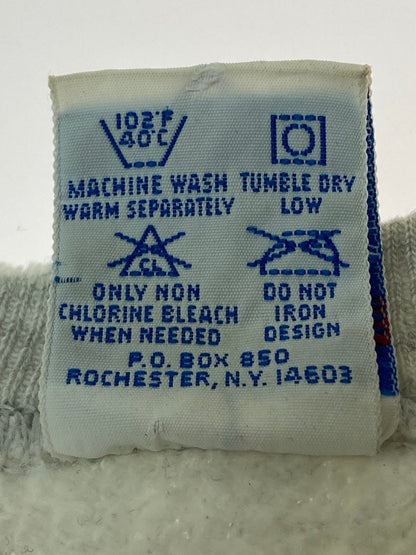 102°F
40°C
MACHINE WASH
WARM SEPARATELY
TUMBLE DRY
LOW
CL
ONLY NON
CHLORINE BLEACH
WHEN NEEDED
DO NOT
IRON
DESIGN
P.O. BOX 850
ROCHESTER, N.Y. 14603